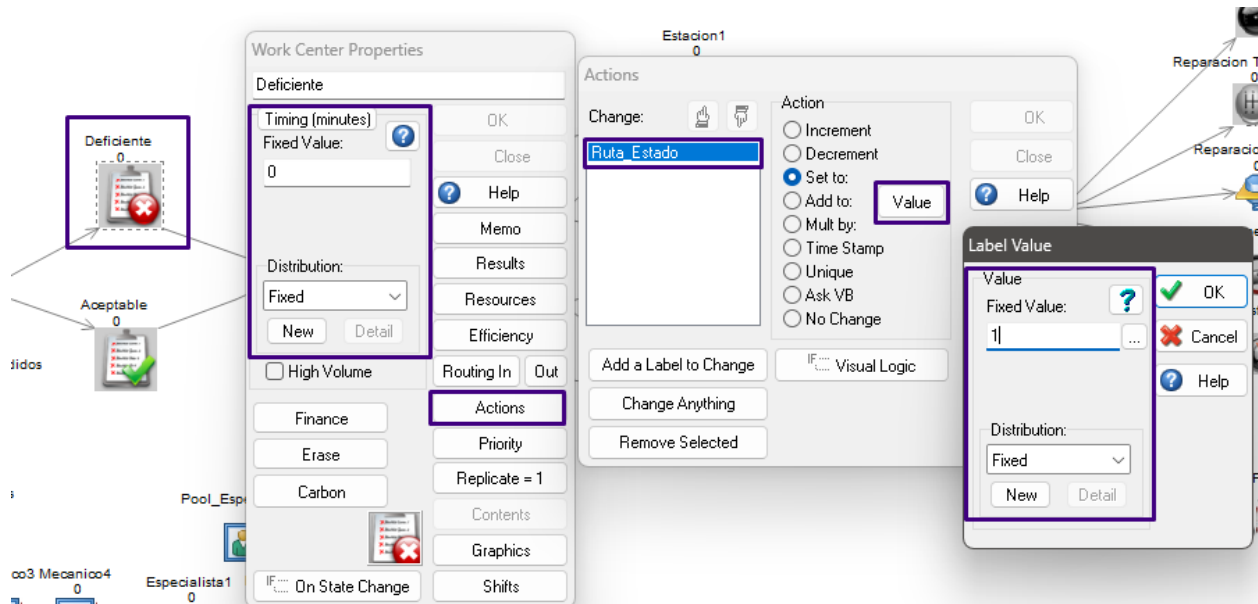 Deficiente
0
Aceptable
0
didos
Pool_Espe
co3 Mecanico4
0
Especialista1
0
Work Center Properties
Deficiente
Timing (minutes)
Fixed Value:
?
0
Distribution:
Fixed
New
Detail
High Volume
Finance
Erase
Carbon
IF
On State Change
OK
Close
? Help
Memo
Results
Resources
Efficiency
Routing In
Out
Actions
Priority
Replicate = 1
Contents
Graphics
Shifts
Estacion1
0
Actions
Change:
Ruta_Estado
Add a Label to Change
Change Anything
Remove Selected
Action
Increment
Decrement
Set to:
Add to:
Mult by:
Time Stamp
Unique
Ask VB
No Change
Value
IF
Visual Logic
OK
Close
? Help
Reparacion T
0
Reparacio
Label Value
Value
Fixed Value:
?
1
...
Distribution:
Fixed
New
Detail
OK
Cancel
? Help